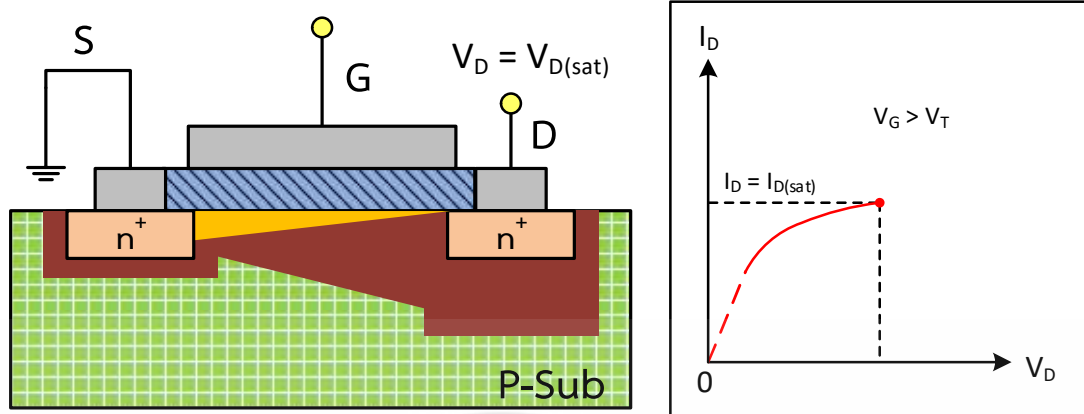 S
G
V_D = V_D(sat)
D
n⁺
n⁺
P-Sub
I_D
V_G > V_T
I_D = I_D(sat)
0
V_D